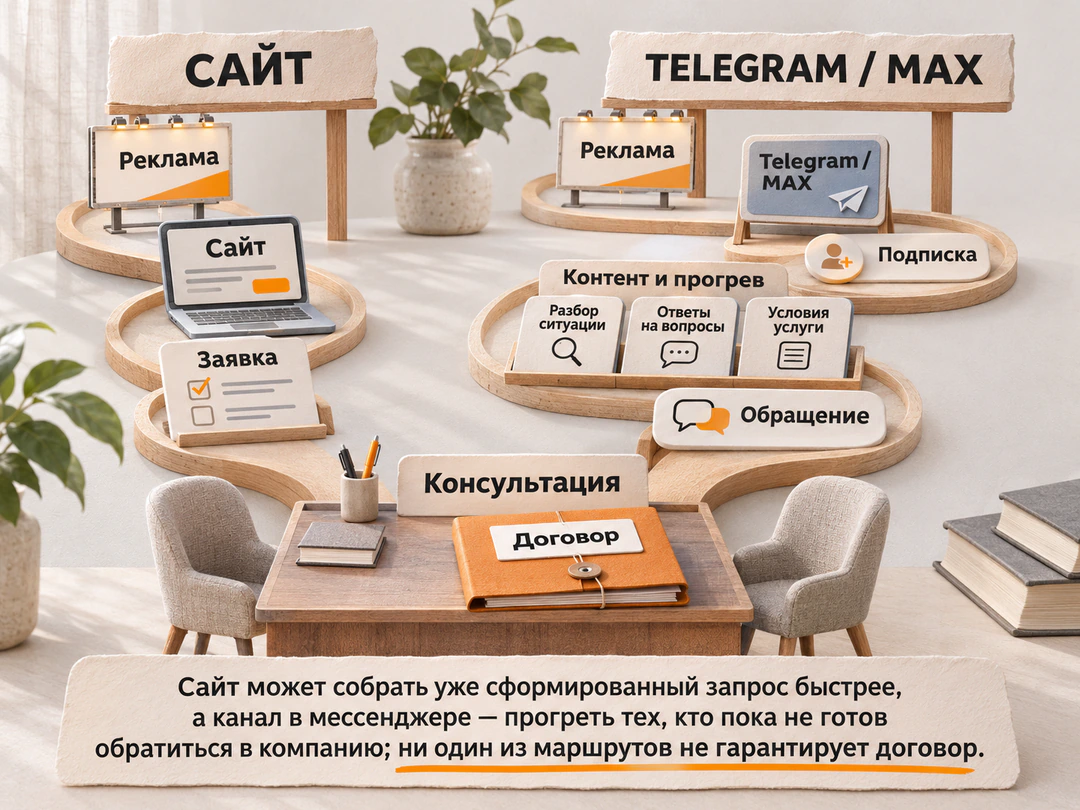 САЙТ
Реклама
Сайт
Заявка
TELEGRAM / MAX
Реклама
Telegram /
MAX
Подписка
Контент и прогрев
Разбор
ситуации
Ответы
на вопросы
Условия
услуги
Обращение
Консультация
Договор
Сайт может собрать уже сформированный запрос быстрее,
а канал в мессенджере — прогреть тех, кто пока не готов
обратиться в компанию; ни один из маршрутов не гарантирует договор.